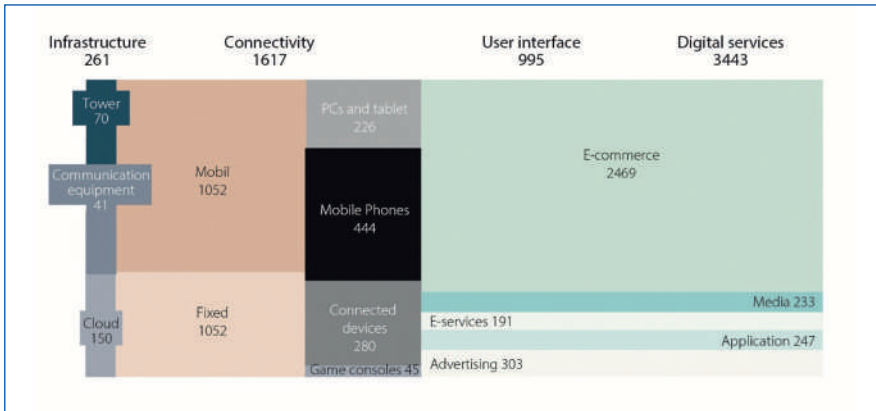 Infrastructure
261
Connectivity
1617
User interface
995
Digital services
3443
Tower
70
Communication
equipment
41
Cloud
150
Mobil
1052
Fixed
1052
PCs and tablet
226
Mobile Phones
444
Connected
devices
280
Game consoles 45
E-commerce
2469
Media 233
E-services 191
Application 247
Advertising 303